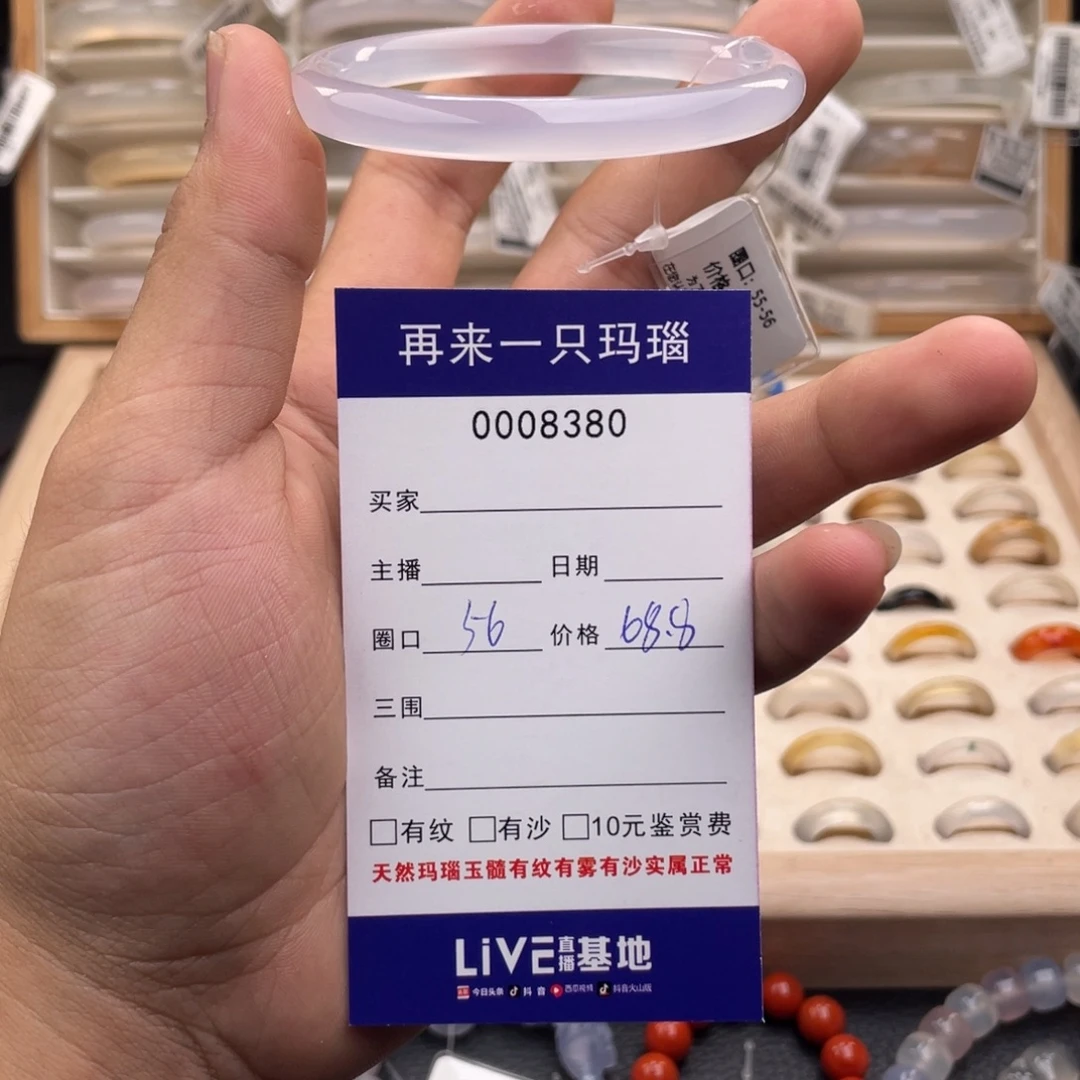 圈口: 55-56
价格
再来一只玛瑙
0008380
买家
主播 日期
圈口 56 价格 68.8
三围
备注
□有纹 □有沙 □10元鉴赏费
天然玛瑙玉髓有纹有雾有沙实属正常
LiVE直播基地
今日头条 抖音 西瓜视频 抖音火山版